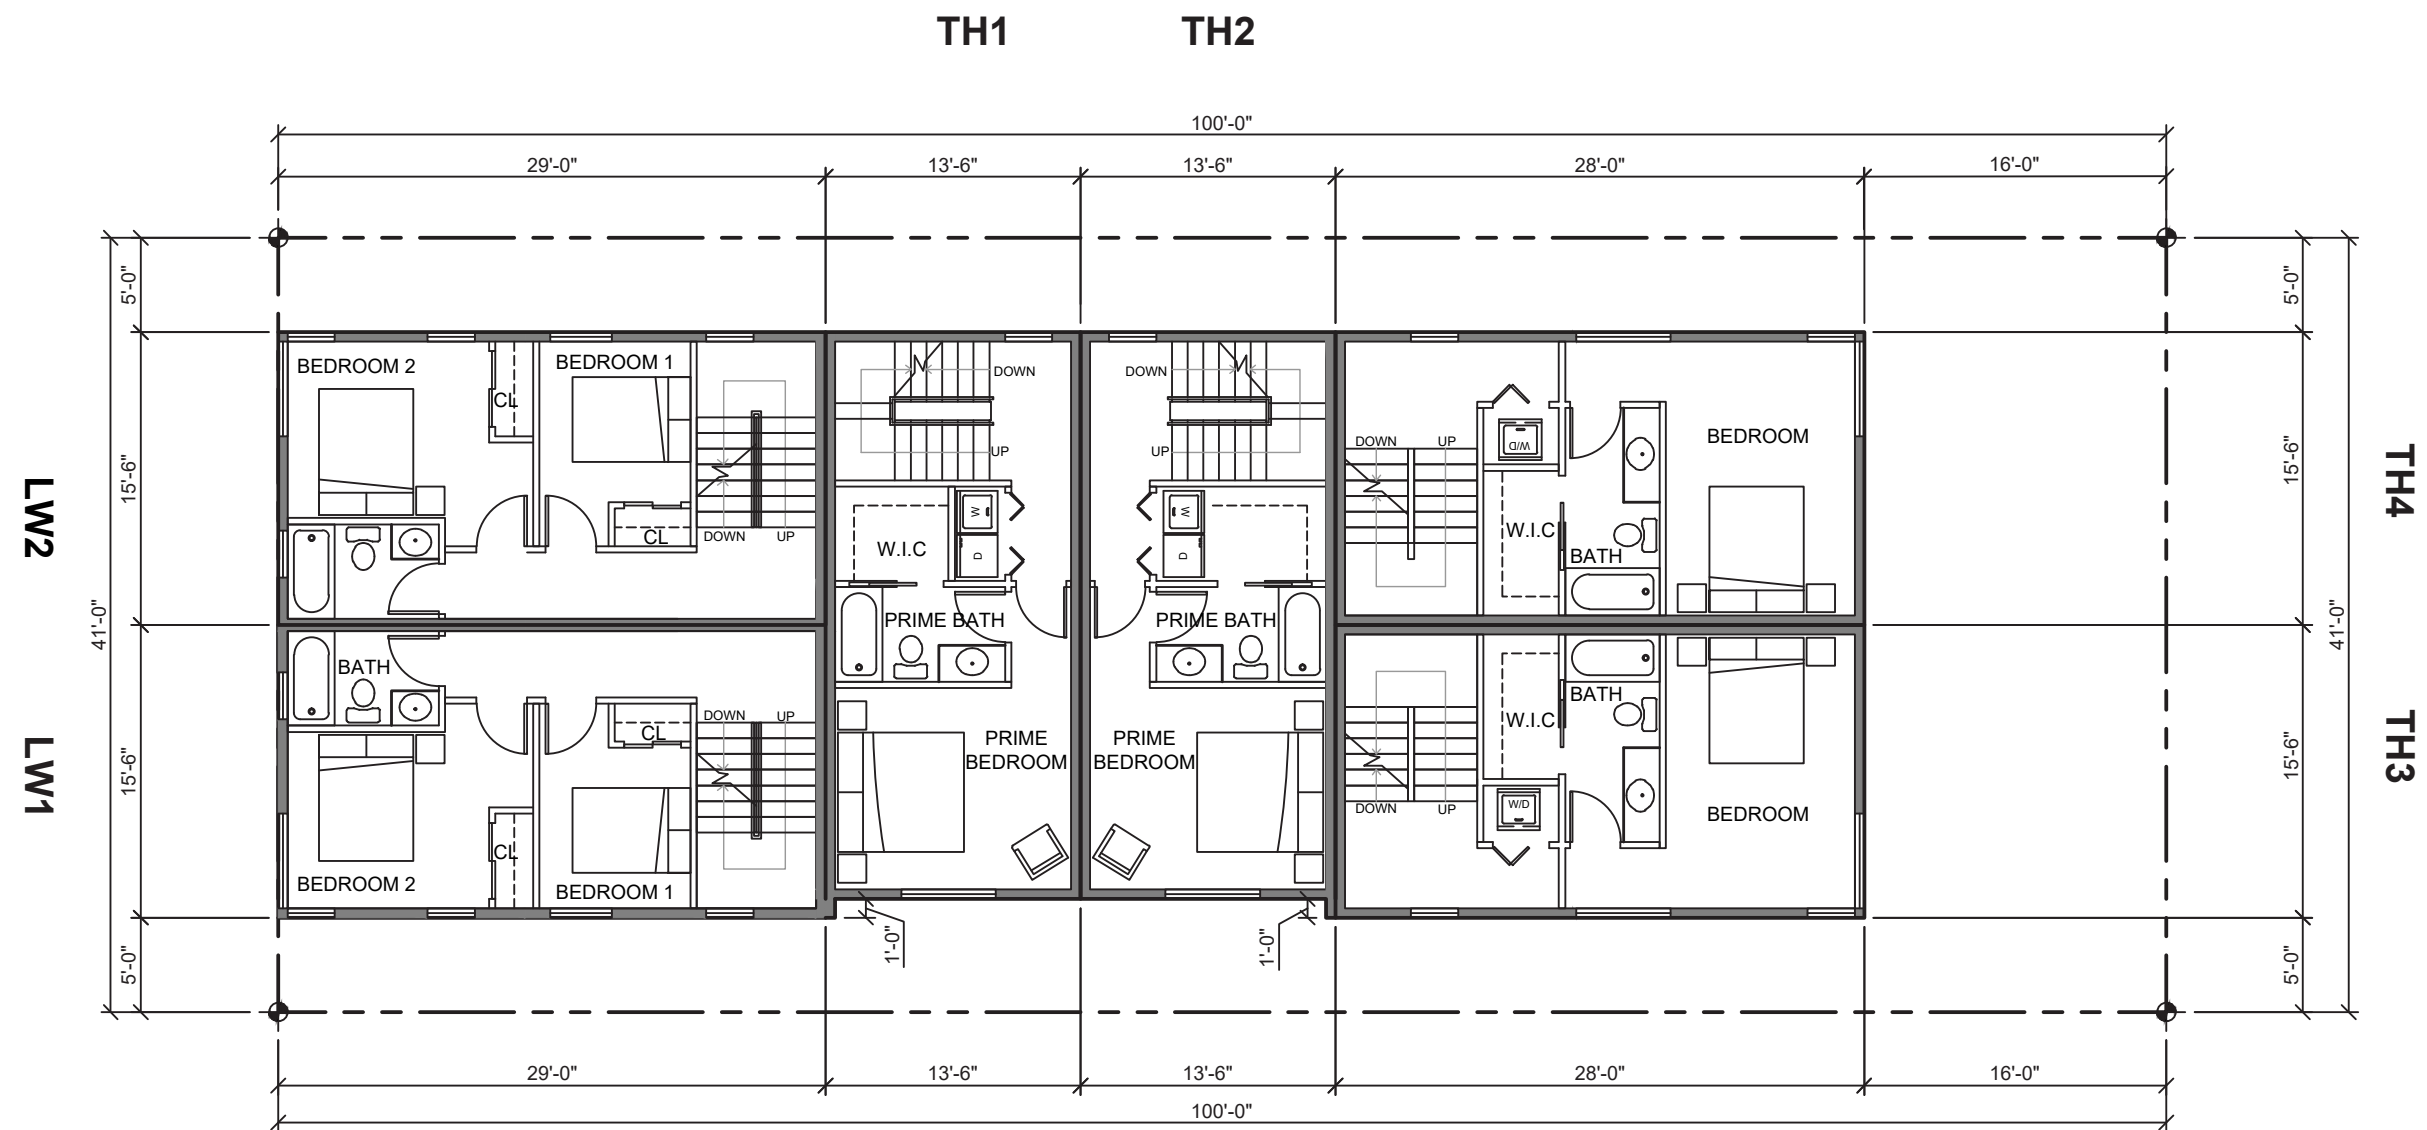 TH1 TH2
100'-0"
29'-0" 13'-6" 13'-6" 28'-0" 16'-0"
5'-0"
15'-6"
15'-6"
5'-0"
41'-0"
LW2
LW1
BEDROOM 2
CL
BEDROOM 1
CL
DOWN UP
BATH
CL
DOWN UP
CL
BEDROOM 2
BEDROOM 1
DOWN
UP
W
D
W.I.C
PRIME BATH
PRIME
BEDROOM
1'-0"
DOWN
UP
W
D
PRIME BATH
PRIME
BEDROOM
1'-0"
DOWN UP
W/D
W.I.C
BATH
BEDROOM
BATH
W.I.C
W/D
DOWN UP
BEDROOM
5'-0"
15'-6"
15'-6"
5'-0"
41'-0"
TH4
TH3
29'-0" 13'-6" 13'-6" 28'-0" 16'-0"
100'-0"